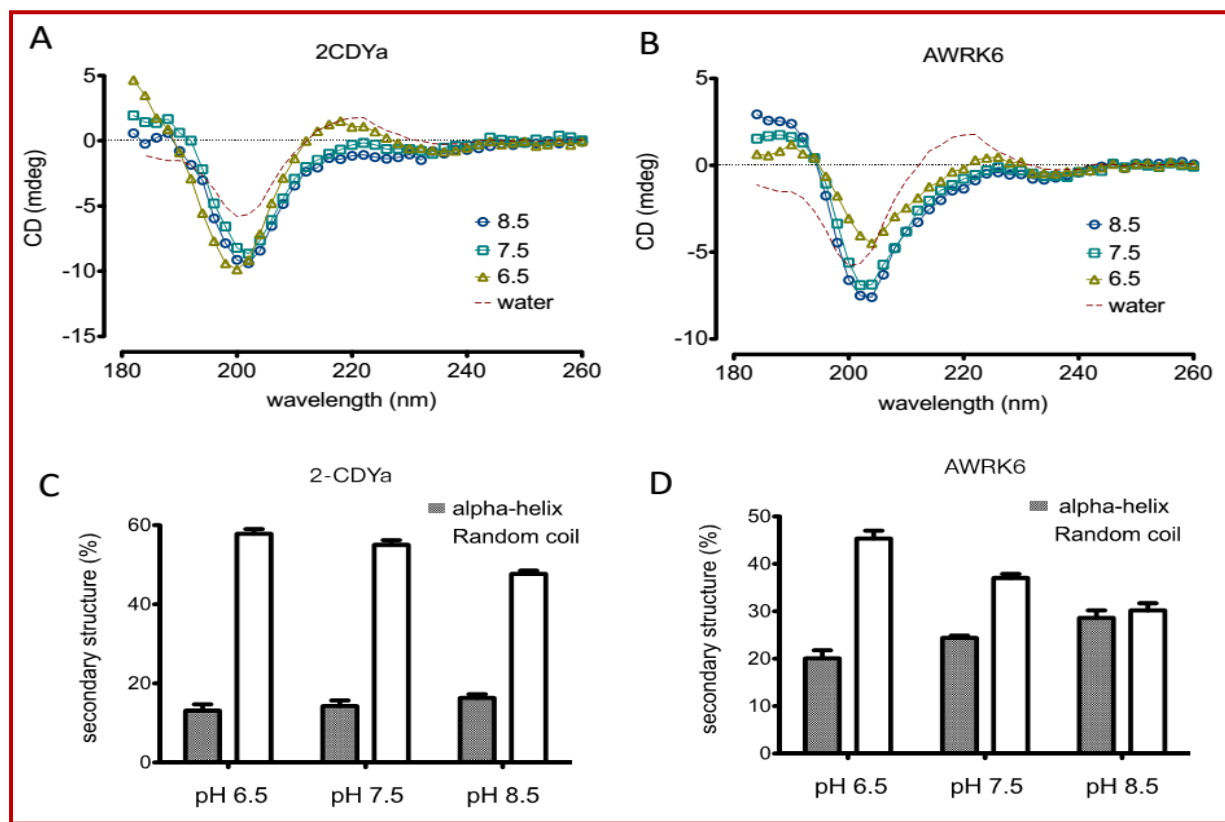 A
2CDYa
CD (mdeg)
5
0
-5
-10
-15
8.5
7.5
6.5
water
180
200
220
240
260
wavelength (nm)
B
AWRK6
CD (mdeg)
5
0
-5
-10
8.5
7.5
6.5
water
180
200
220
240
260
wavelength (nm)
C
2-CDYa
alpha-helix
Random coil
secondary structure (%)
60
40
20
0
pH 6.5
pH 7.5
pH 8.5
D
AWRK6
alpha-helix
Random coil
secondary structure (%)
50
40
30
20
10
0
pH 6.5
pH 7.5
pH 8.5